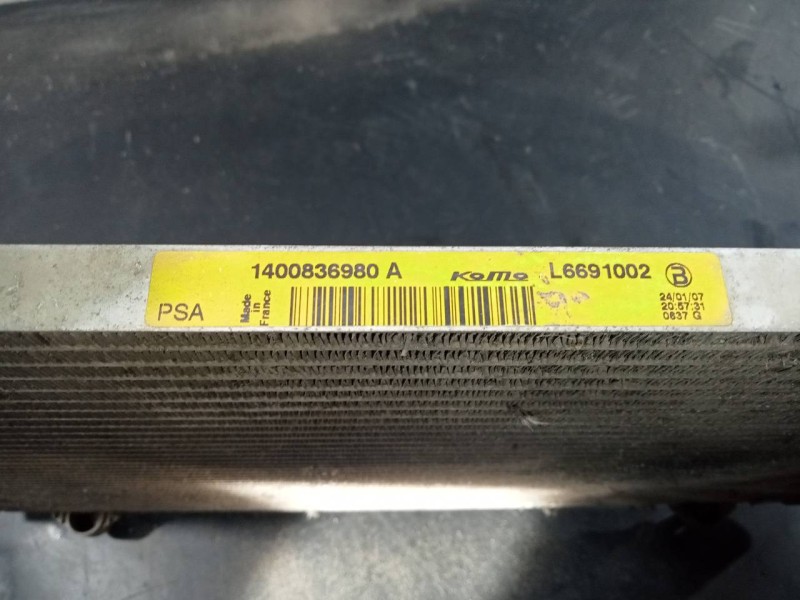 1400836980 A KoMo L6691002 B
PSA
Made
in
France
24/01/07
20:57:31
0637 G